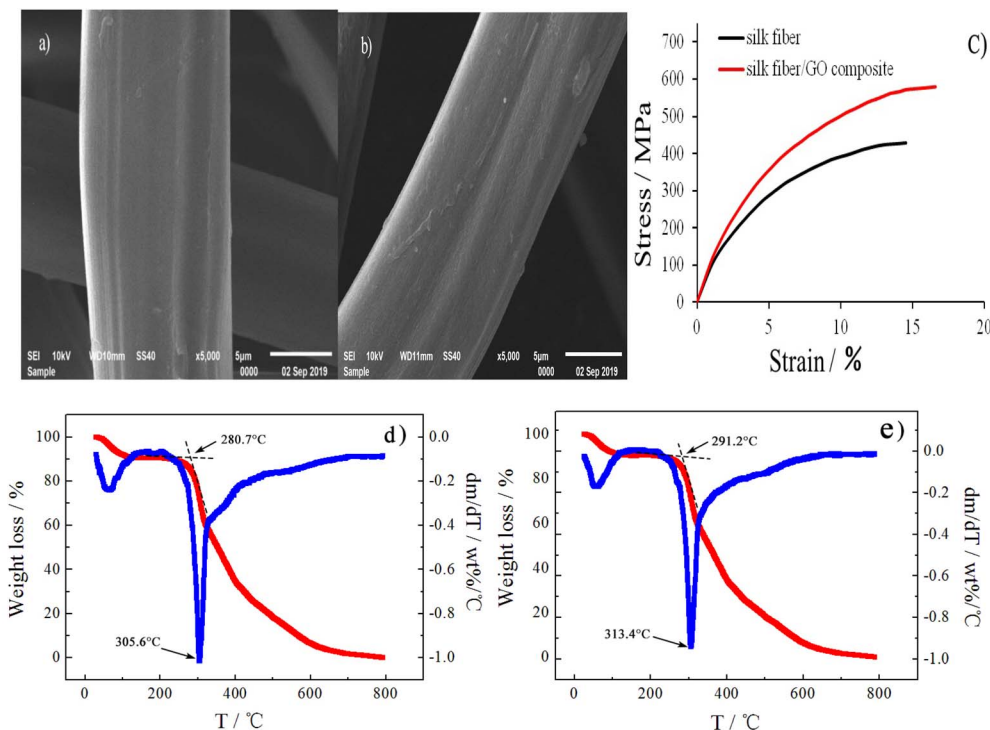 a)
SEI 10kV WD10mm SS40 x5,000 5μm
Sample 0000 02 Sep 2019
b)
SEI 10kV WD11mm SS40 x5,000 5μm
Sample 0000 02 Sep 2019
C)
silk fiber
silk fiber/GO composite
Stress / MPa
700
600
500
400
300
200
100
0
0 5 10 15 20
Strain / %
d)
280.7°C
305.6°C
Weight loss / %
100
80
60
40
20
0
dm/dT / wt%/°C
0.0
-0.2
-0.4
-0.6
-0.8
-1.0
0 200 400 600 800
T / ℃
e)
291.2°C
313.4°C
Weight loss / %
100
80
60
40
20
0
dm/dT / wt%/°C
0.0
-0.2
-0.4
-0.6
-0.8
-1.0
0 200 400 600 800
T / ℃